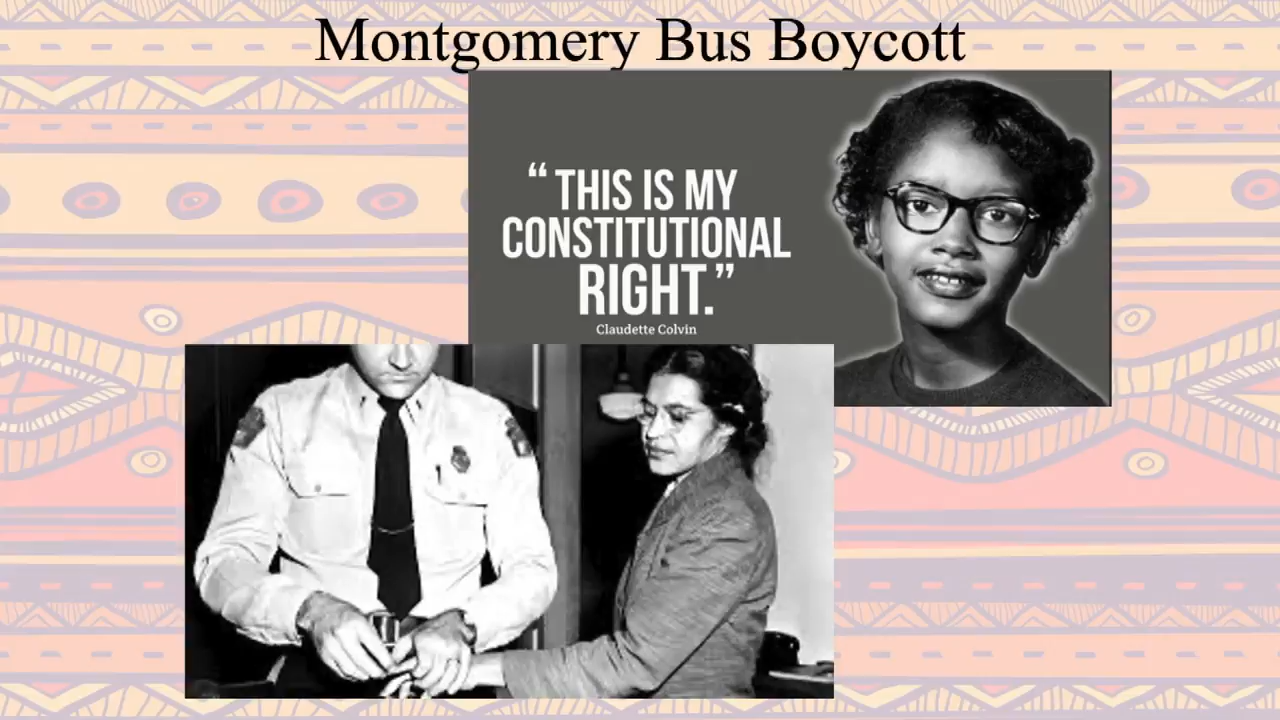 Montgomery Bus Boycott
“THIS IS MY
CONSTITUTIONAL
RIGHT.”
Claudette Colvin